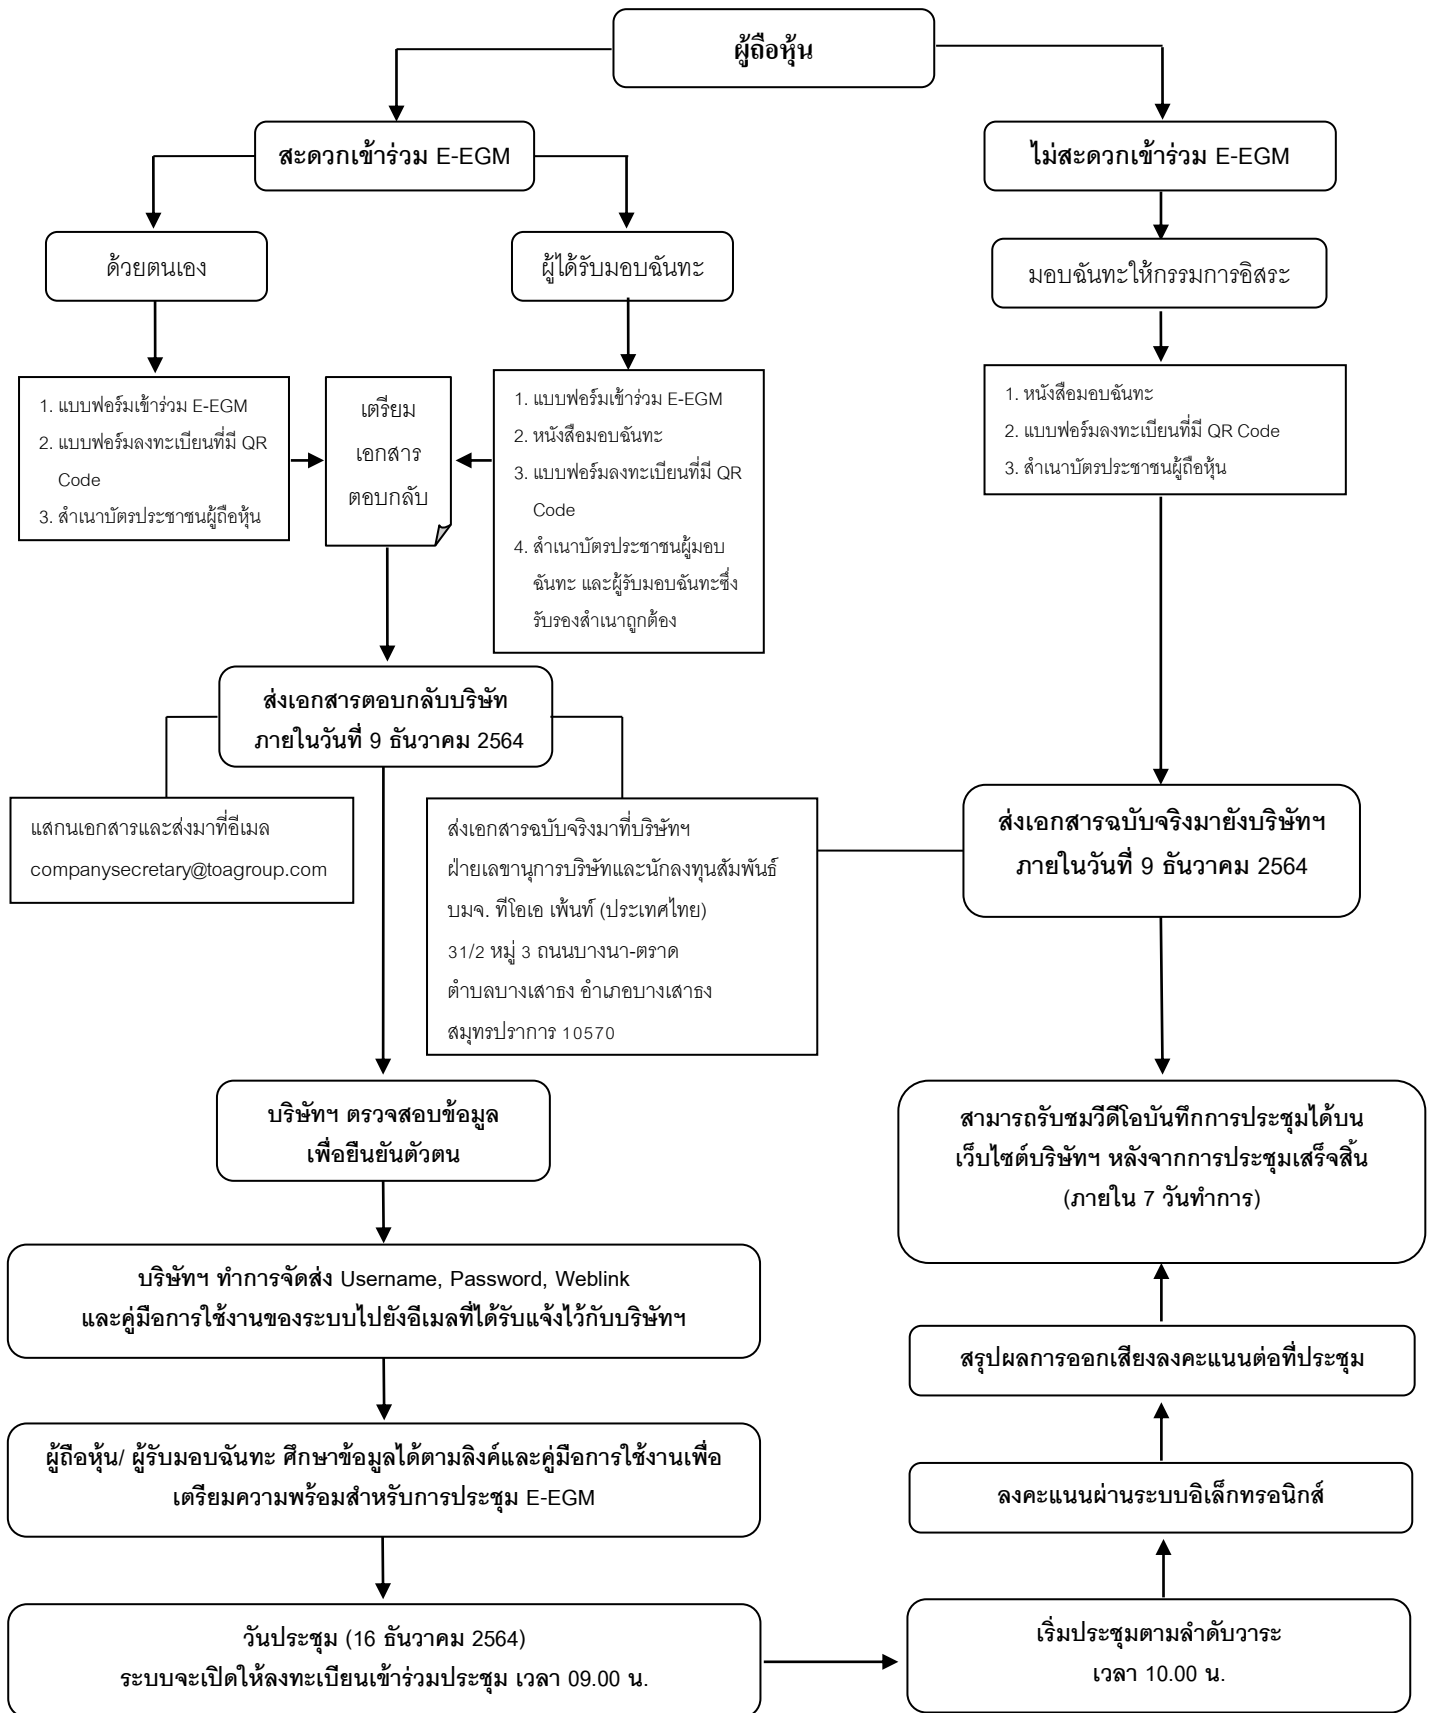 ผู้ถือหุ้น
สะดวกเข้าร่วม E-EGM
ไม่สะดวกเข้าร่วม E-EGM
ด้วยตนเอง
ผู้ได้รับมอบฉันทะ
มอบฉันทะให้กรรมการอิสระ
1. แบบฟอร์มเข้าร่วม E-EGM
2. แบบฟอร์มลงทะเบียนที่มี QR
Code
3. สำเนาบัตรประชาชนผู้ถือหุ้น
เตรียม
เอกสาร
ตอบกลับ
1. แบบฟอร์มเข้าร่วม E-EGM
2. หนังสือมอบฉันทะ
3. แบบฟอร์มลงทะเบียนที่มี QR
Code
4. สำเนาบัตรประชาชนผู้มอบ
ฉันทะ และผู้รับมอบฉันทะซึ่ง
รับรองสำเนาถูกต้อง
1. หนังสือมอบฉันทะ
2. แบบฟอร์มลงทะเบียนที่มี QR Code
3. สำเนาบัตรประชาชนผู้ถือหุ้น
ส่งเอกสารตอบกลับบริษัท
ภายในวันที่ 9 ธันวาคม 2564
แสกนเอกสารและส่งมาที่อีเมล
companysecretary@toagroup.com
ส่งเอกสารฉบับจริงมาที่บริษัทฯ
ฝ่ายเลขานุการบริษัทและนักลงทุนสัมพันธ์
บมจ. ทีโอเอ เพ้นท์ (ประเทศไทย)
31/2 หมู่ 3 ถนนบางนา-ตราด
ตำบลบางเสาธง อำเภอบางเสาธง
สมุทรปราการ 10570
ส่งเอกสารฉบับจริงมายังบริษัทฯ
ภายในวันที่ 9 ธันวาคม 2564
บริษัทฯ ตรวจสอบข้อมูล
เพื่อยืนยันตัวตน
สามารถรับชมวีดีโอบันทึกการประชุมได้บน
เว็บไซต์บริษัทฯ หลังจากการประชุมเสร็จสิ้น
(ภายใน 7 วันทำการ)
บริษัทฯ ทำการจัดส่ง Username, Password, Weblink
และคู่มือการใช้งานของระบบไปยังอีเมลที่ได้รับแจ้งไว้กับบริษัทฯ
สรุปผลการออกเสียงลงคะแนนต่อที่ประชุม
ผู้ถือหุ้น/ ผู้รับมอบฉันทะ ศึกษาข้อมูลได้ตามลิงค์และคู่มือการใช้งานเพื่อ
เตรียมความพร้อมสำหรับการประชุม E-EGM
ลงคะแนนผ่านระบบอิเล็กทรอนิกส์
วันประชุม (16 ธันวาคม 2564)
ระบบจะเปิดให้ลงทะเบียนเข้าร่วมประชุม เวลา 09.00 น.
เริ่มประชุมตามลำดับวาระ
เวลา 10.00 น.